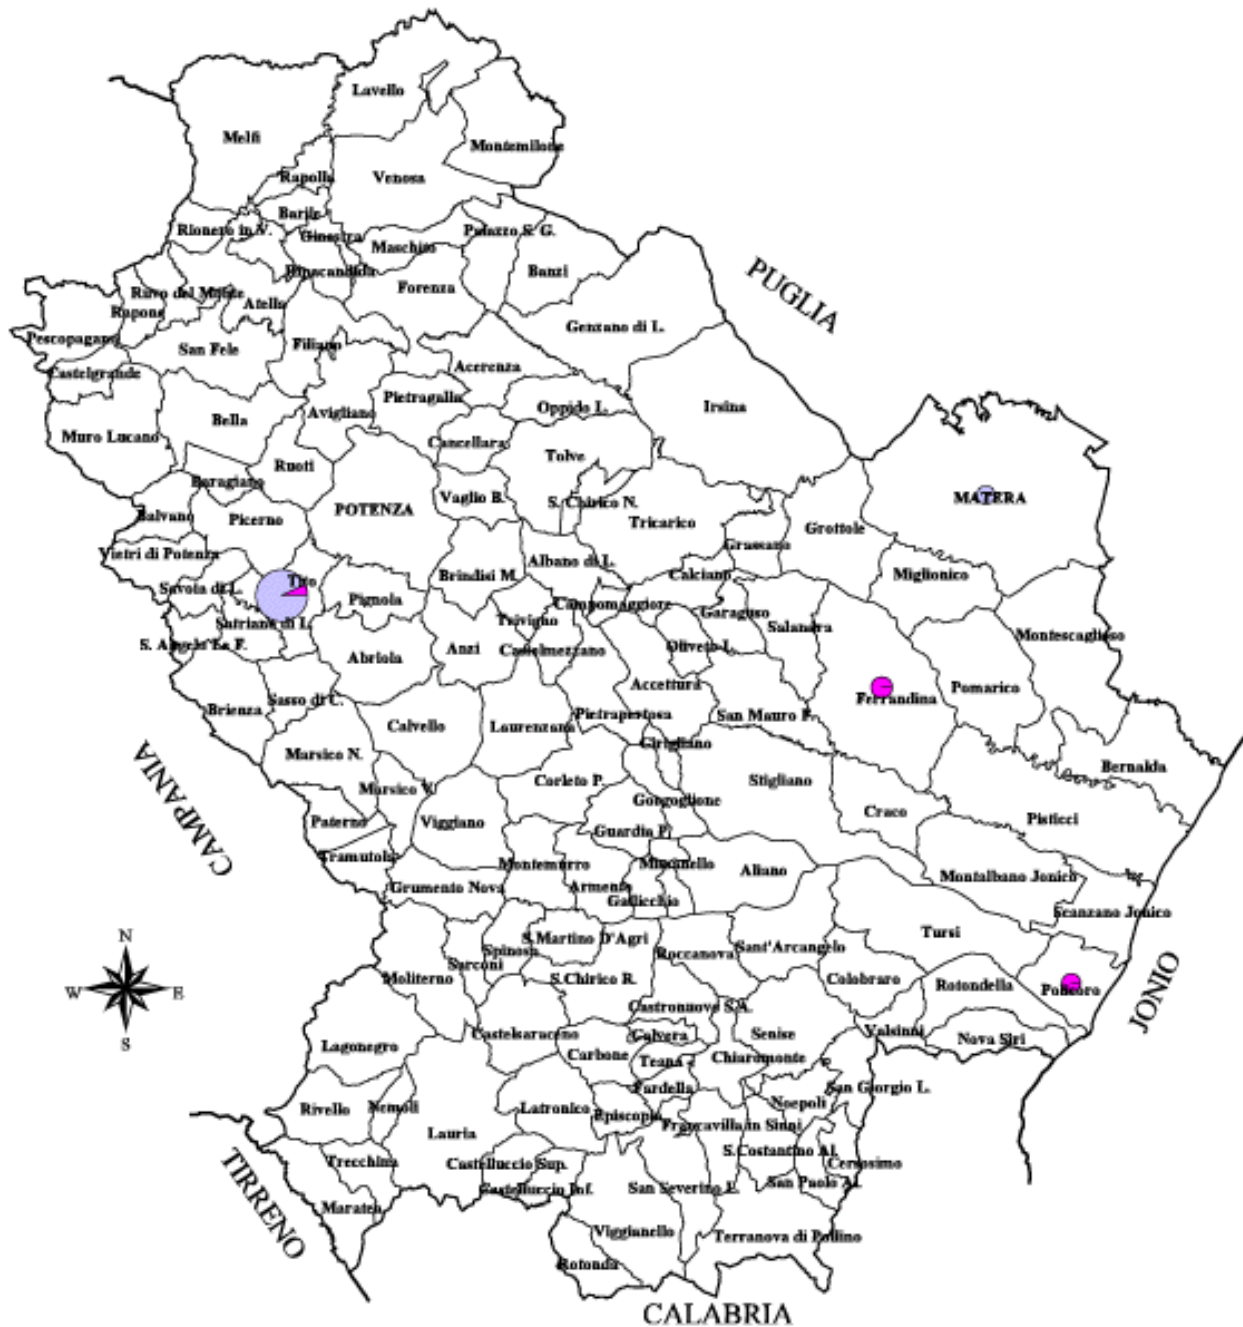 Lavello
Melfi
Montemilone
Rapolla
Venosa
Barile
Rionero in V.
Ginestra
Palazzo S. G.
Maschito
Ripacandida
Banzi
PUGLIA
Forenza
Ruvo del Monte
Atella
Rapone
Genzano di L.
Pescopagano
San Fele
Filiano
Castelgrande
Acerenza
Pietragalla
Oppido L.
Irsina
Bella
Avigliano
Muro Lucano
Cancellara
Tolve
Ruoti
Baragiano
Vaglio B.
S. Chirico N.
MATERA
POTENZA
Balvano
Picerno
Tricarico
Grottole
Grassano
Vietri di Potenza
Albano di L.
Brindisi M.
Calciano
Miglionico
Tito
Savoia di L.
Pignola
Campomaggiore
Garaguso
Satriano di L.
Trivigno
Salandra
Montescaglioso
S. Angelo Le F.
Anzi
Castelmezzano
Oliveto L.
Abriola
Accettura
Pomarico
Sasso di C.
Ferrandina
Brienza
Calvello
Laurenzana
Pietrapertosa
San Mauro F.
Cirigliano
Marsico N.
Bernalda
CAMPANIA
Marsico V.
Corleto P.
Stigliano
Gorgoglione
Craco
Paterno
Viggiano
Guardia P.
Pisticci
Tramutola
Montemurro
Missanello
Aliano
Grumento Nova
Armento
Gallicchio
Montalbano Jonico
Scanzano Jonico
Tursi
N
W
E
S
Spinoso
S.Martino D'Agri
Roccanova
Sant'Arcangelo
Sarconi
Moliterno
S.Chirico R.
Colobraro
Rotondella
Policoro
JONIO
Castronuovo S.A.
Castelsaraceno
Calvera
Senise
Valsinni
Nova Siri
Lagonegro
Carbone
Teana
Chiaromonte
Fardella
San Giorgio L.
Rivello
Nemoli
Latronico
Episcopia
Noepoli
Francavilla in Sinni
Lauria
S.Costantino Al.
Trecchina
Castelluccio Sup.
Cersosimo
TIRRENO
Castelluccio Inf.
San Severino L.
San Paolo Al.
Maratea
Viggianello
Terranova di Pollino
Rotonda
CALABRIA